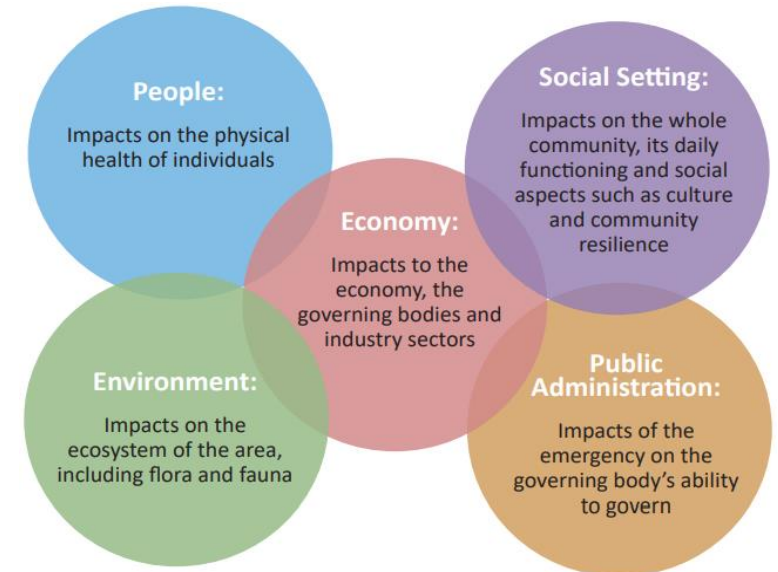 People:
Impacts on the physical
health of individuals
Social Setting:
Impacts on the whole
community, its daily
functioning and social
aspects such as culture
and community
resilience
Economy:
Impacts to the
economy, the
governing bodies and
industry sectors
Environment:
Impacts on the
ecosystem of the area,
including flora and fauna
Public
Administration:
Impacts of the
emergency on the
governing body’s ability
to govern